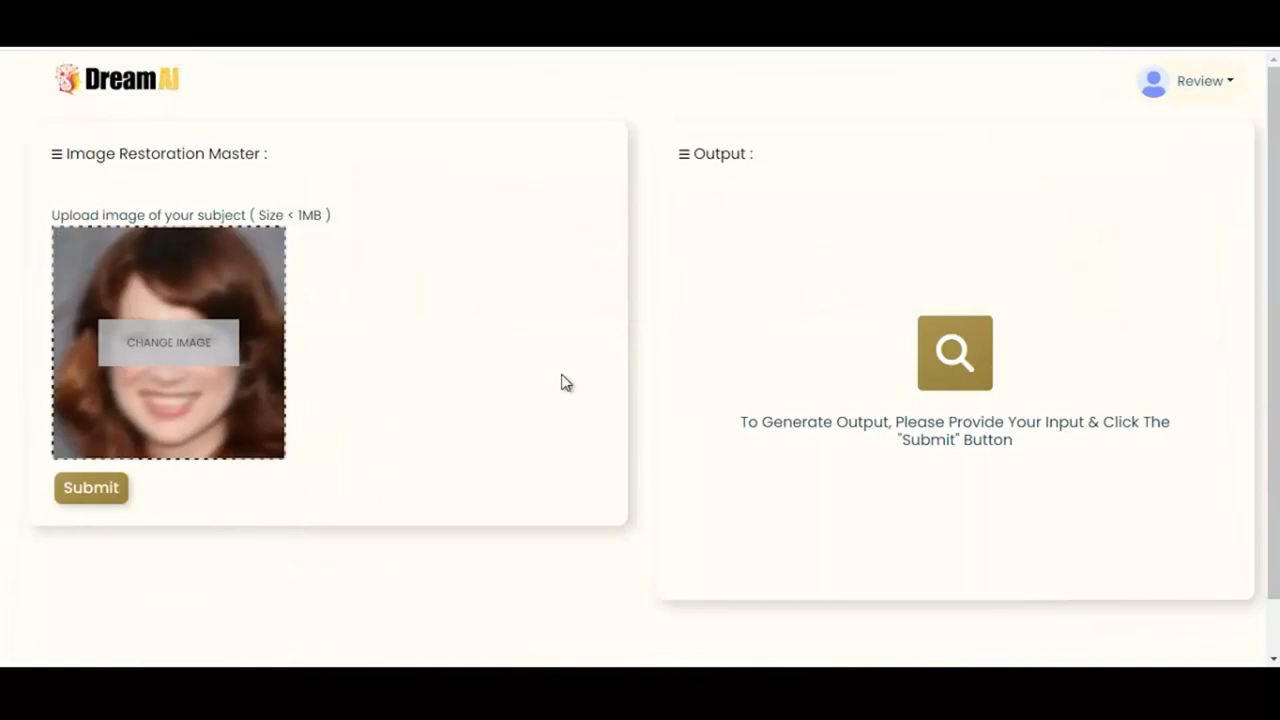 DreamAI
Review
☰ Image Restoration Master :
Upload image of your subject ( Size < 1MB )
CHANGE IMAGE
Submit
☰ Output :
To Generate Output, Please Provide Your Input & Click The
"Submit" Button